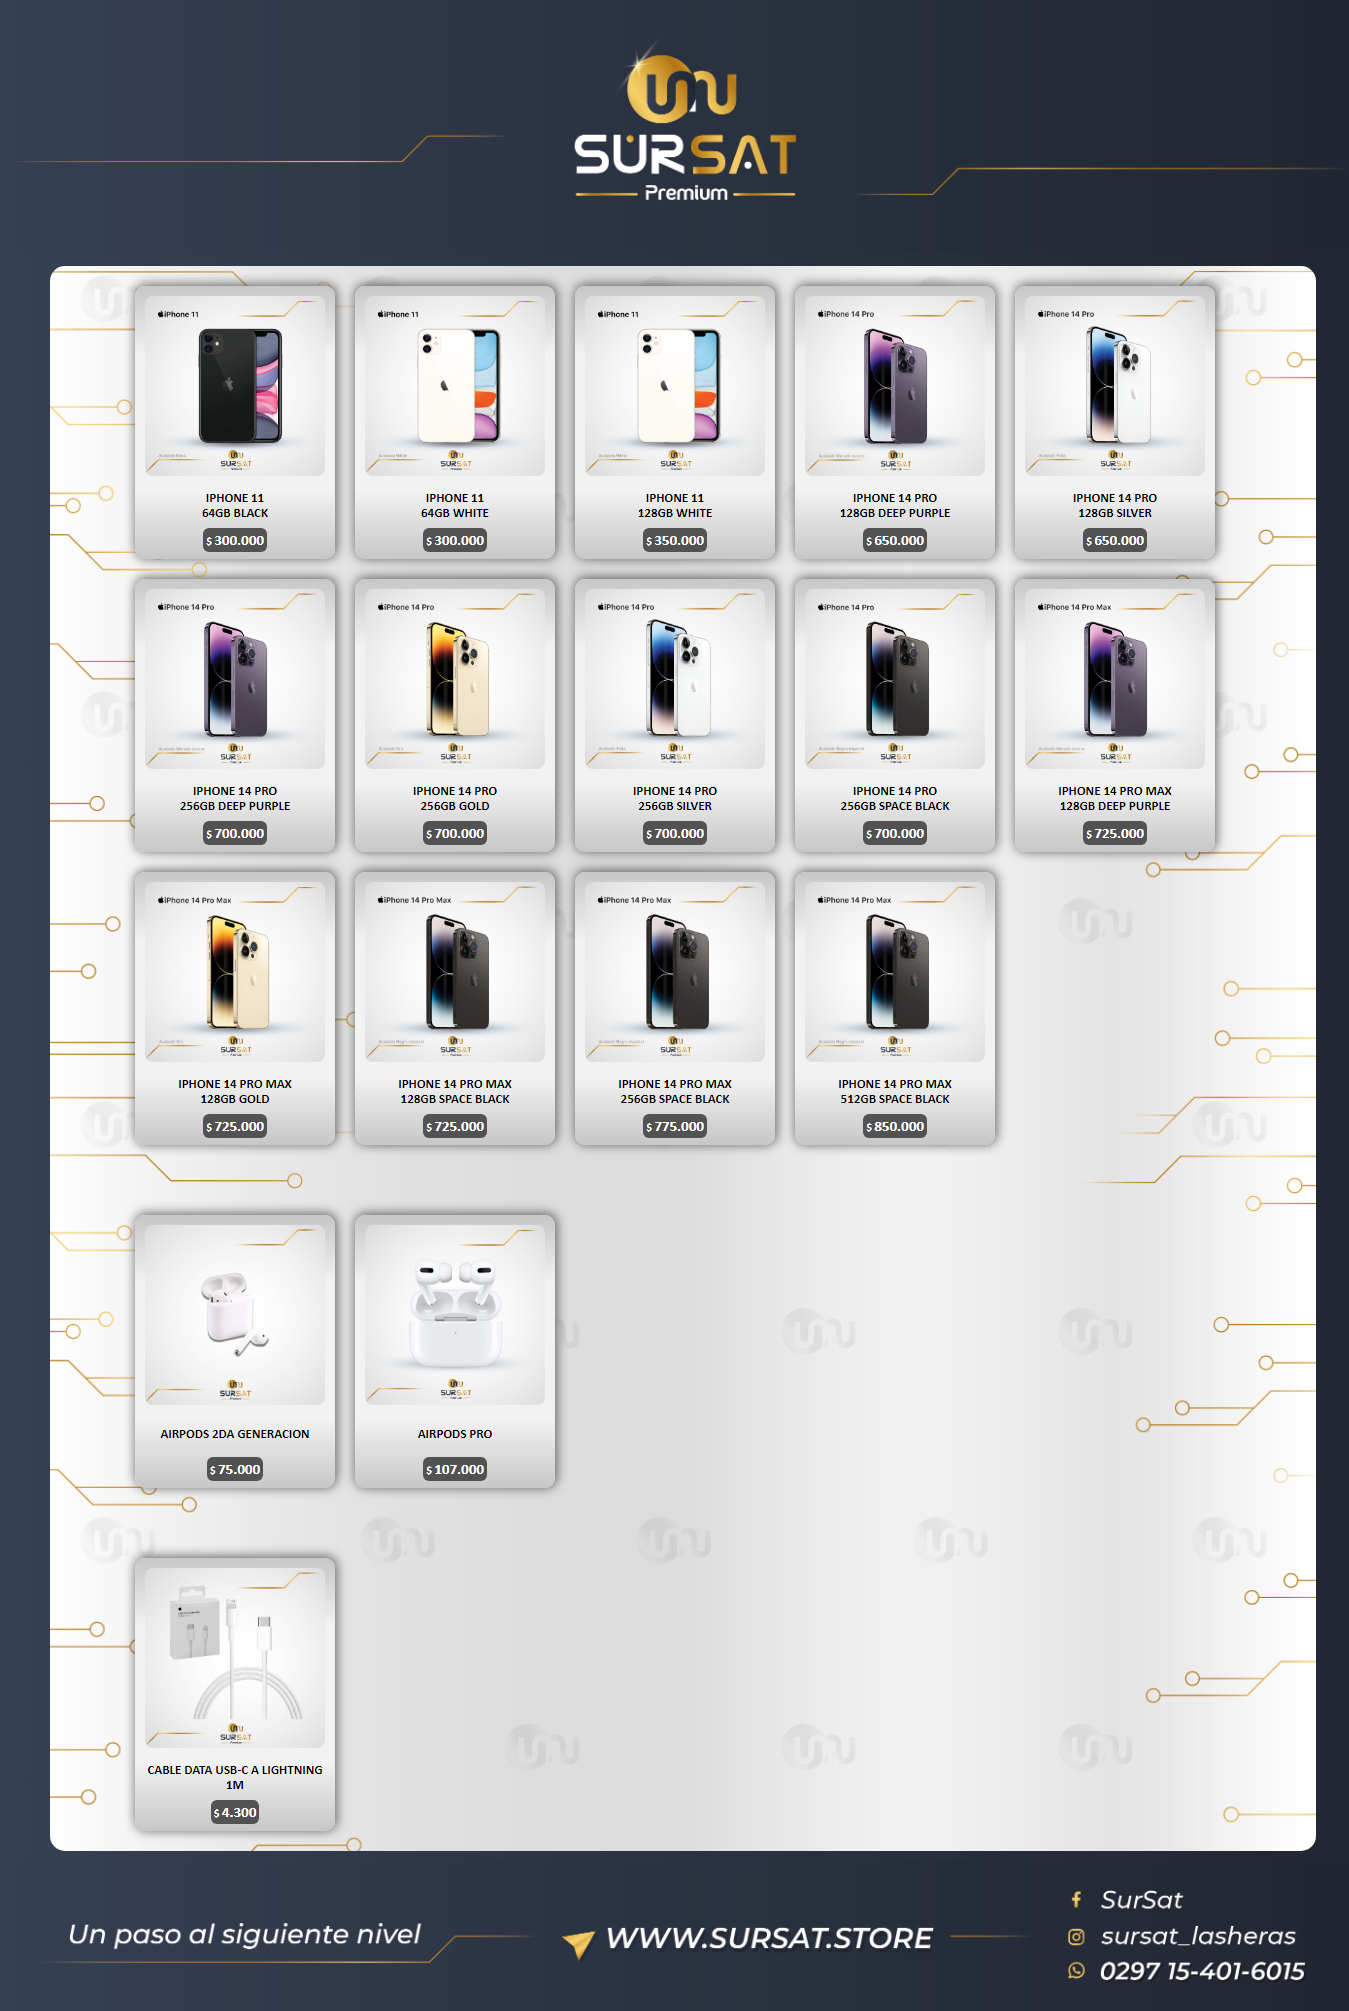 SURSAT
Premium
iPhone 11
SURSAT
IPHONE 11
64GB BLACK
$ 300.000
iPhone 11
SURSAT
IPHONE 11
64GB WHITE
$ 300.000
iPhone 11
SURSAT
IPHONE 11
128GB WHITE
$ 350.000
iPhone 14 Pro
SURSAT
IPHONE 14 PRO
128GB DEEP PURPLE
$ 650.000
iPhone 14 Pro
SURSAT
IPHONE 14 PRO
128GB SILVER
$ 650.000
iPhone 14 Pro
SURSAT
IPHONE 14 PRO
256GB DEEP PURPLE
$ 700.000
iPhone 14 Pro
SURSAT
IPHONE 14 PRO
256GB GOLD
$ 700.000
iPhone 14 Pro
SURSAT
IPHONE 14 PRO
256GB SILVER
$ 700.000
iPhone 14 Pro
SURSAT
IPHONE 14 PRO
256GB SPACE BLACK
$ 700.000
iPhone 14 Pro Max
SURSAT
IPHONE 14 PRO MAX
128GB DEEP PURPLE
$ 725.000
iPhone 14 Pro Max
SURSAT
IPHONE 14 PRO MAX
128GB GOLD
$ 725.000
iPhone 14 Pro Max
SURSAT
IPHONE 14 PRO MAX
128GB SPACE BLACK
$ 725.000
iPhone 14 Pro Max
SURSAT
IPHONE 14 PRO MAX
256GB SPACE BLACK
$ 775.000
iPhone 14 Pro Max
SURSAT
IPHONE 14 PRO MAX
512GB SPACE BLACK
$ 850.000
SURSAT
AIRPODS 2DA GENERACION
$ 75.000
SURSAT
AIRPODS PRO
$ 107.000
SURSAT
CABLE DATA USB-C A LIGHTNING
1M
$ 4.300
Un paso al siguiente nivel
WWW.SURSAT.STORE
SurSat
sursat_lasheras
0297 15-401-6015